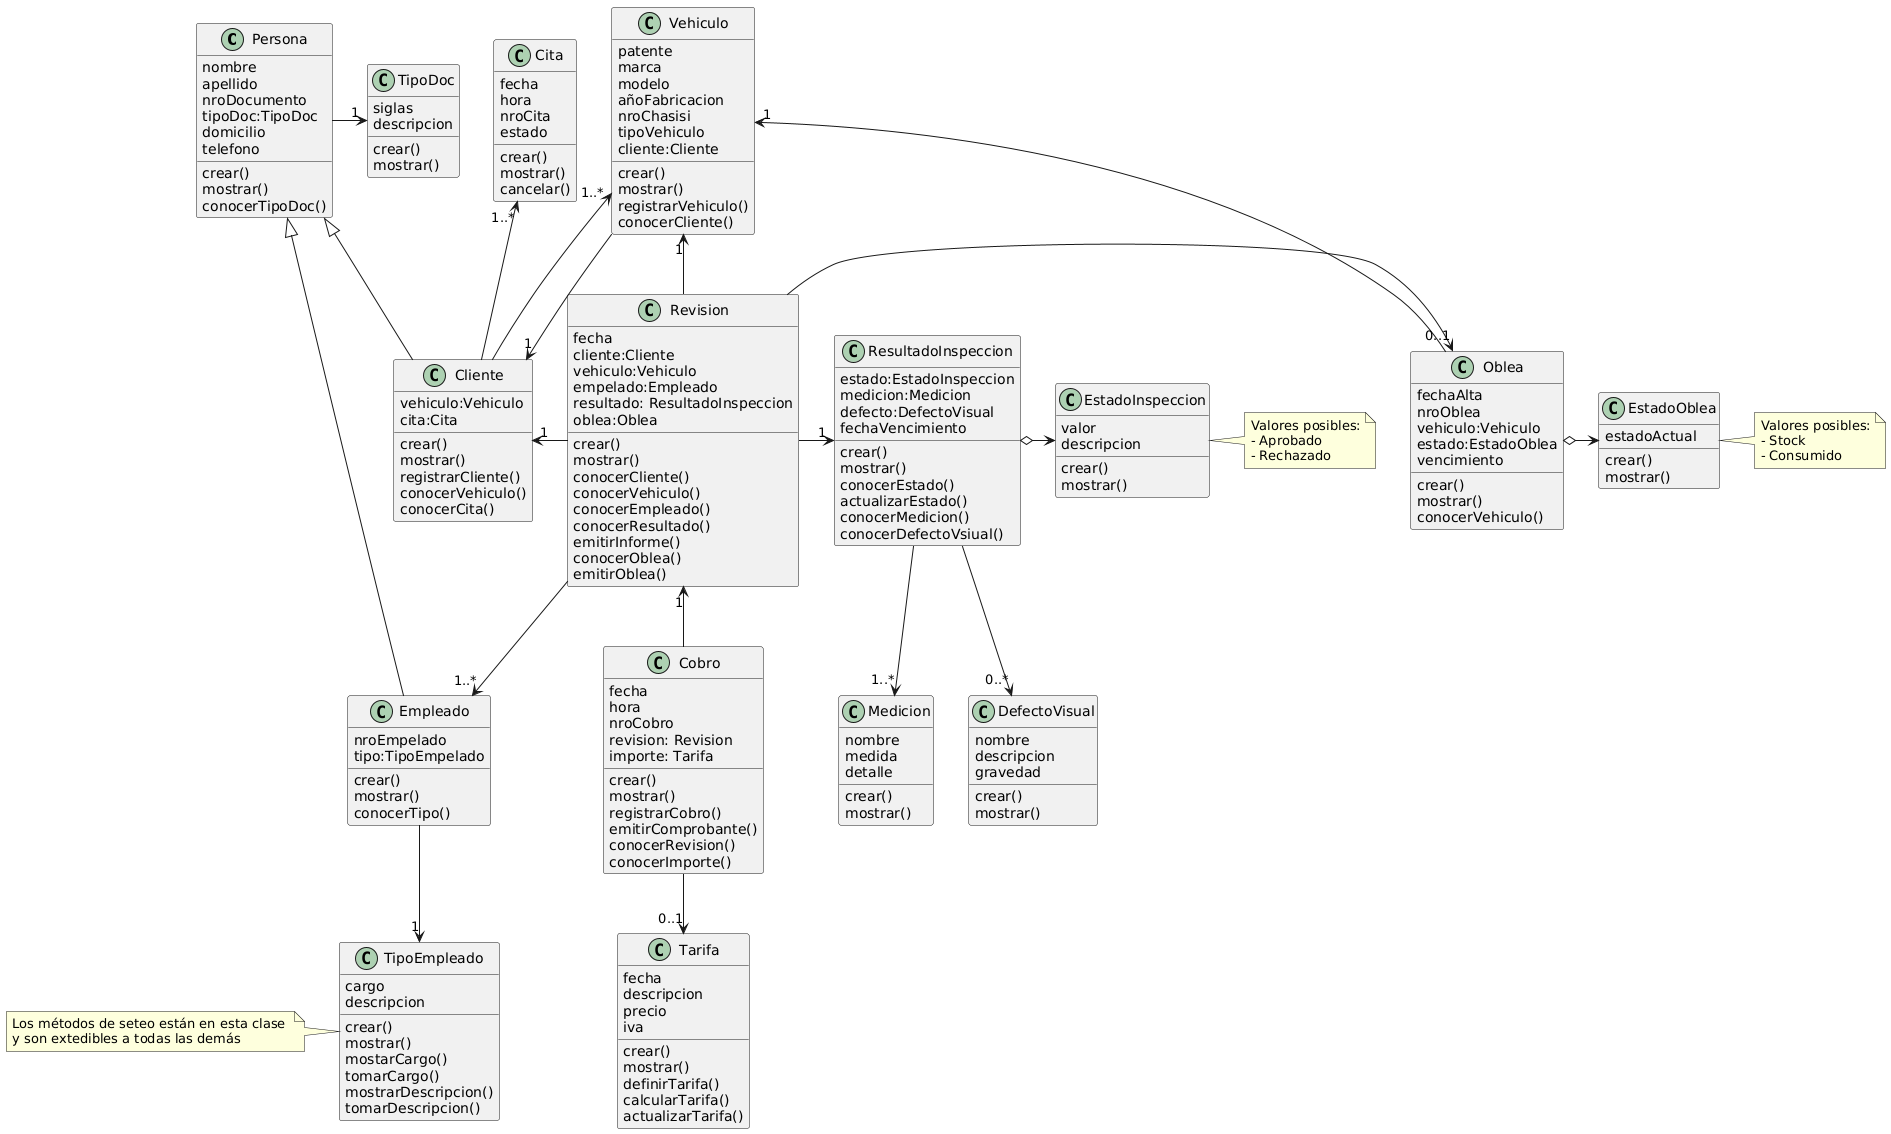 C Persona
nombre
apellido
nroDocumento
tipoDoc:TipoDoc
domicilio
telefono
crear()
mostrar()
conocerTipoDoc()
1
C TipoDoc
siglas
descripcion
crear()
mostrar()
C Cita
fecha
hora
nroCita
estado
crear()
mostrar()
cancelar()
1..*
C Vehiculo
patente
marca
modelo
añoFabricacion
nroChasisi
tipoVehiculo
cliente:Cliente
crear()
mostrar()
registrarVehiculo()
conocerCliente()
1
1..*
1
1
C Cliente
vehiculo:Vehiculo
cita:Cita
crear()
mostrar()
registrarCliente()
conocerVehiculo()
conocerCita()
1
C Revision
fecha
cliente:Cliente
vehiculo:Vehiculo
empelado:Empleado
resultado: ResultadoInspeccion
oblea:Oblea
crear()
mostrar()
conocerCliente()
conocerVehiculo()
conocerEmpleado()
conocerResultado()
emitirInforme()
conocerOblea()
emitirOblea()
1
1
C ResultadoInspeccion
estado:EstadoInspeccion
medicion:Medicion
defecto:DefectoVisual
fechaVencimiento
crear()
mostrar()
conocerEstado()
actualizarEstado()
conocerMedicion()
conocerDefectoVsiual()
C EstadoInspeccion
valor
descripcion
crear()
mostrar()
Valores posibles:
- Aprobado
- Rechazado
0..1
C Oblea
fechaAlta
nroOblea
vehiculo:Vehiculo
estado:EstadoOblea
vencimiento
crear()
mostrar()
conocerVehiculo()
C EstadoOblea
estadoActual
crear()
mostrar()
Valores posibles:
- Stock
- Consumido
1..*
C Empleado
nroEmpelado
tipo:TipoEmpelado
crear()
mostrar()
conocerTipo()
C Cobro
fecha
hora
nroCobro
revision: Revision
importe: Tarifa
crear()
mostrar()
registrarCobro()
emitirComprobante()
conocerRevision()
conocerImporte()
1..*
C Medicion
nombre
medida
detalle
crear()
mostrar()
0..*
C DefectoVisual
nombre
descripcion
gravedad
crear()
mostrar()
1
C TipoEmpleado
cargo
descripcion
crear()
mostrar()
mostarCargo()
tomarCargo()
mostrarDescripcion()
tomarDescripcion()
Los métodos de seteo están en esta clase
y son extedibles a todas las demás
0..1
C Tarifa
fecha
descripcion
precio
iva
crear()
mostrar()
definirTarifa()
calcularTarifa()
actualizarTarifa()